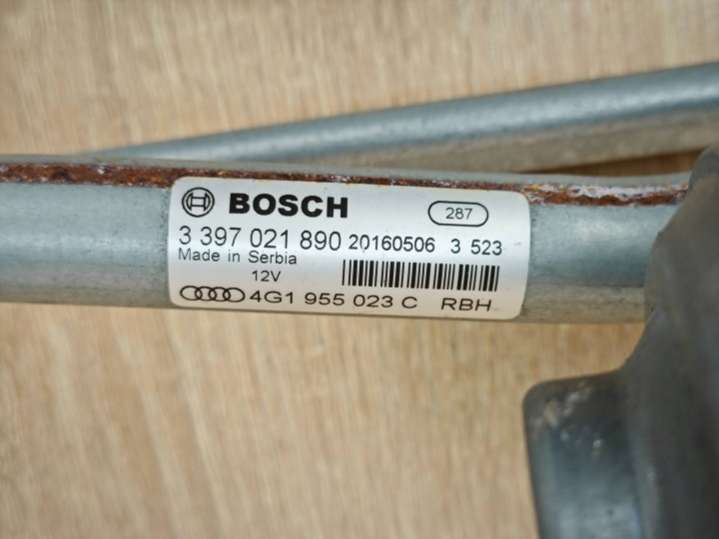 BOSCH 287
3 397 021 890 20160506 3 523
Made in Serbia
12V
4G1 955 023 C RBH